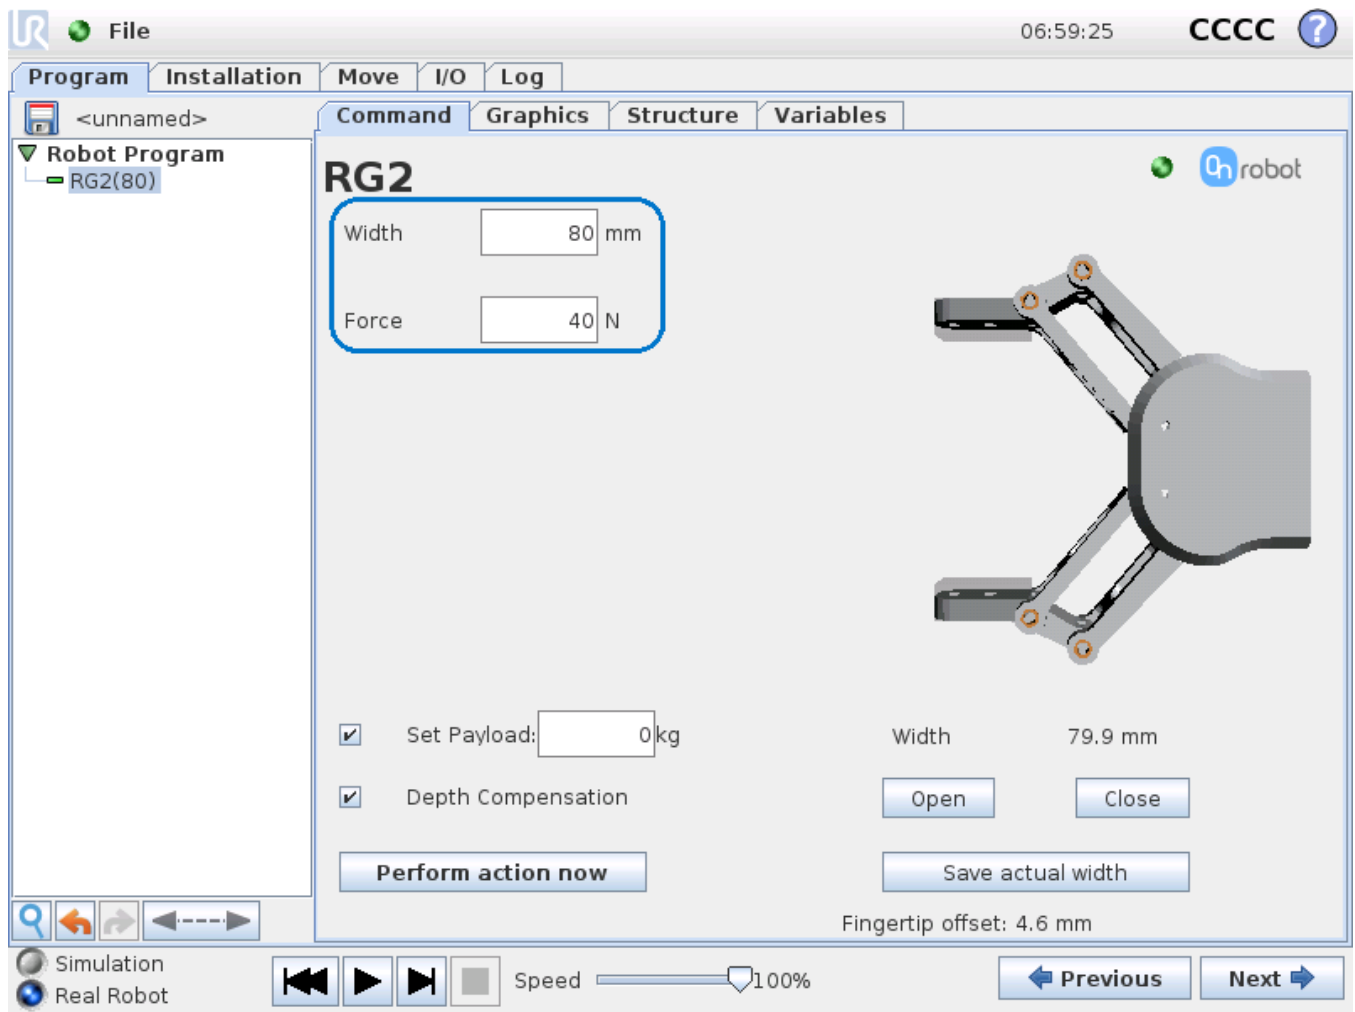 UR File 06:59:25 CCCC ?
Program Installation Move I/O Log
<unnamed> Command Graphics Structure Variables
Robot Program
RG2(80)
RG2
On robot
Width 80 mm
Force 40 N
Set Payload: 0 kg
Width 79.9 mm
Depth Compensation
Open Close
Perform action now
Save actual width
Fingertip offset: 4.6 mm
Simulation
Real Robot
Speed 100%
Previous Next